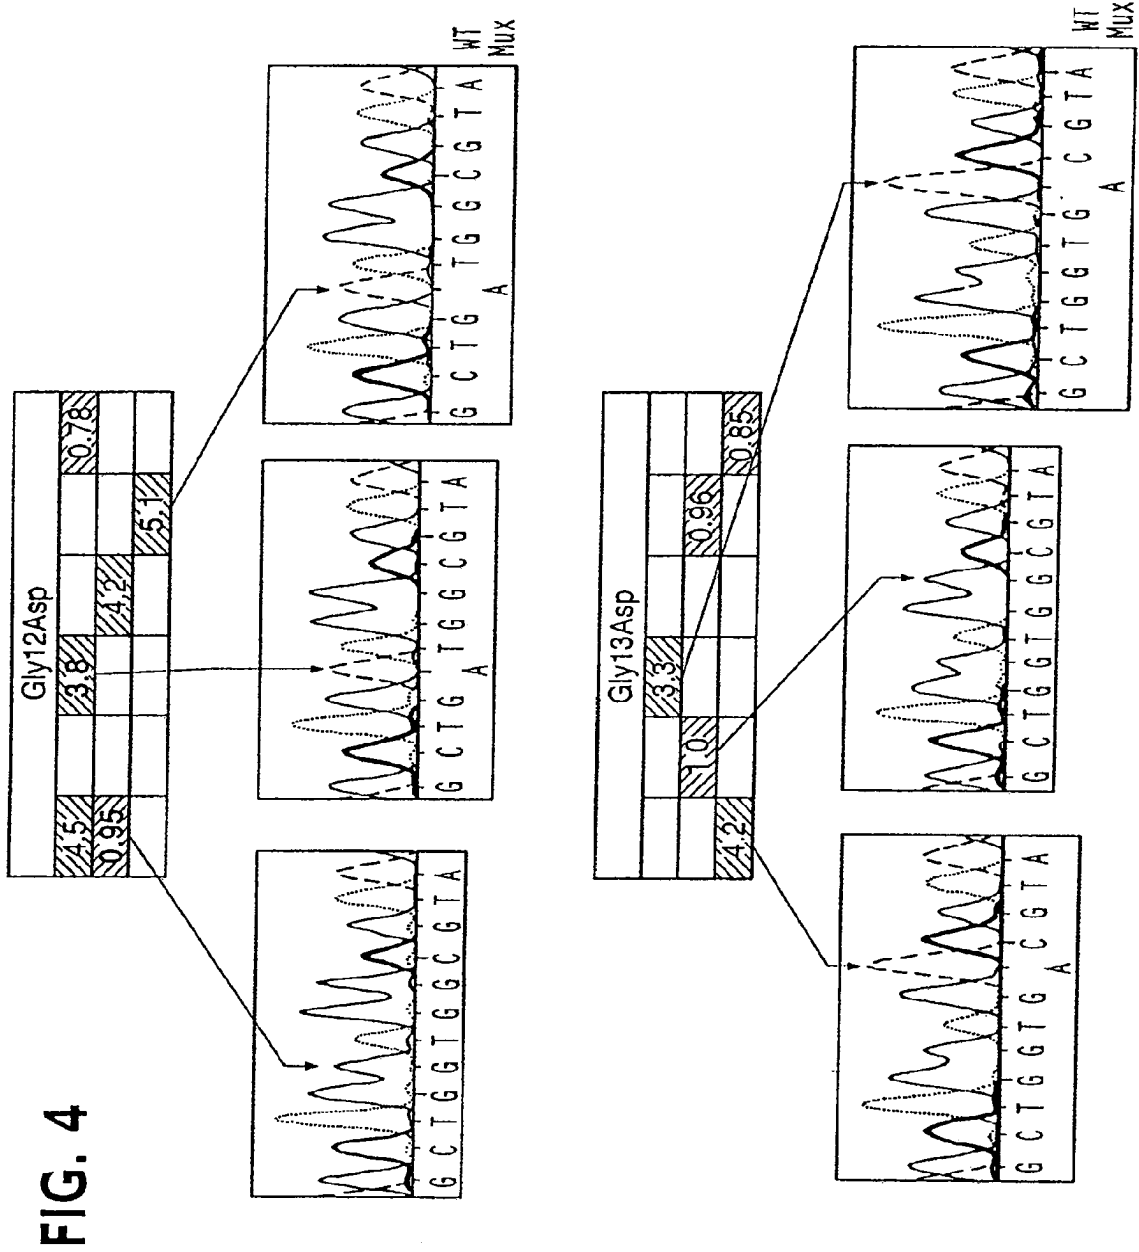 FIG. 4
Gly12Asp
4.5 3.8 0.78
0.95 4.2
5.1
G C T G G T G G C G T A
G C T G T G G C G T A
A
G C T G T G G C G T A WT
A Mux
Gly13Asp
3.3
1.0 0.96
4.2 0.85
G C T G G T G C G T A
A
G C T G G T G G C G T A
G C T G G T G C G T A WT
A Mux